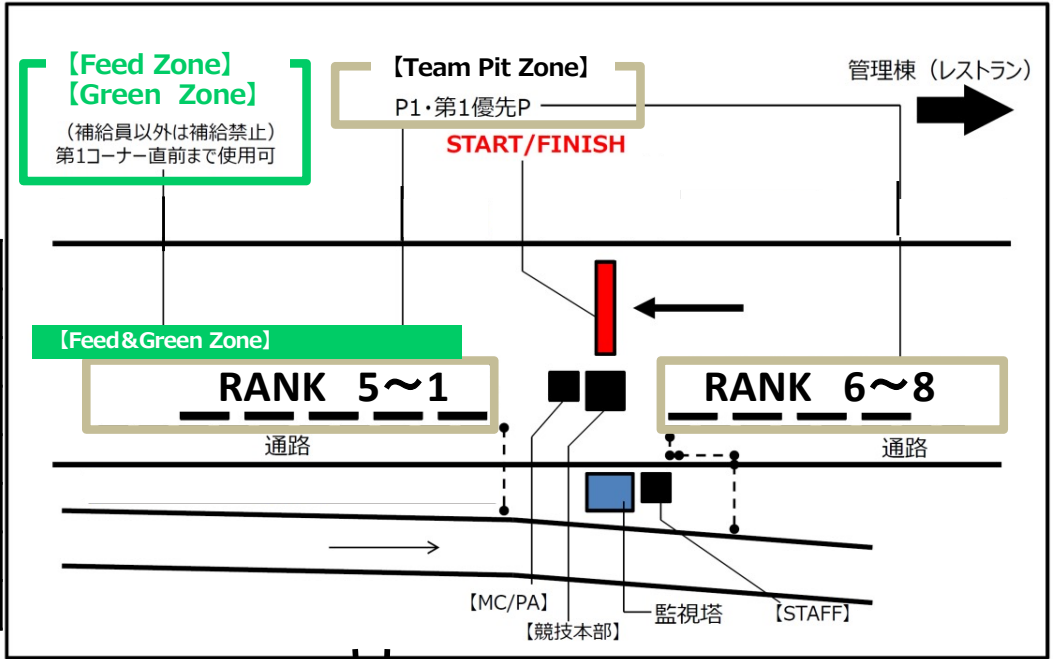 【Feed Zone】
【Green Zone】
(補給員以外は補給禁止)
第1コーナー直前まで使用可
【Team Pit Zone】
P1・第1優先P
START/FINISH
管理棟（レストラン）
【Feed&Green Zone】
RANK 5～1
RANK 6～8
通路
通路
【MC/PA】
【競技本部】
監視塔
【STAFF】